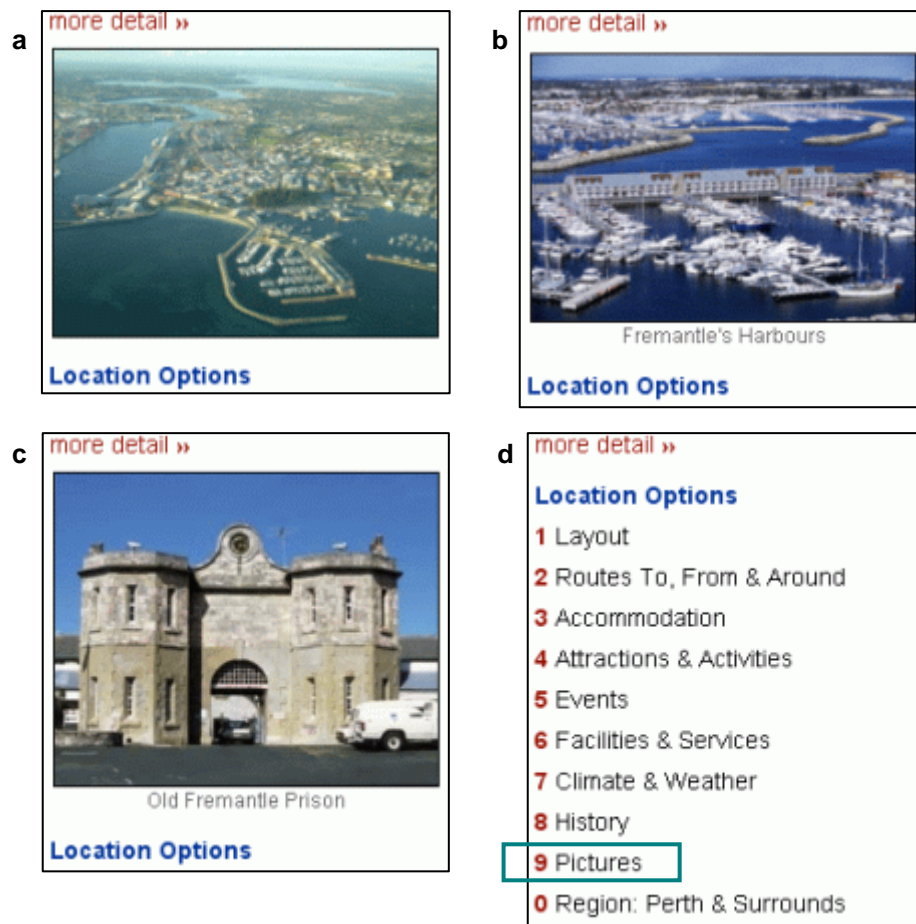 a
more detail »
Location Options
b
more detail »
Fremantle's Harbours
Location Options
c
more detail »
Old Fremantle Prison
Location Options
d
more detail »
Location Options
1 Layout
2 Routes To, From & Around
3 Accommodation
4 Attractions & Activities
5 Events
6 Facilities & Services
7 Climate & Weather
8 History
9 Pictures
0 Region: Perth & Surrounds